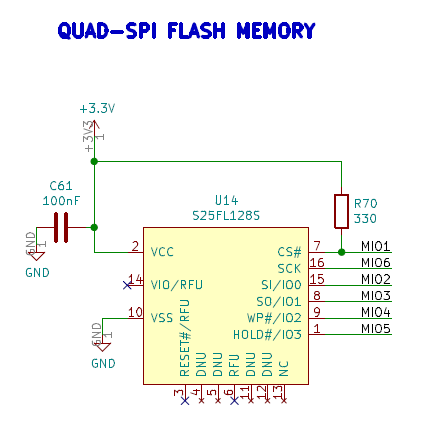 QUAD-SPI FLASH MEMORY
+3.3V
+3V3
1
C61
100nF
GND
1
GND
U14
S25FL128S
R70
330
2 VCC
14 VIO/RFU
10 VSS
GND
1
GND
CS# 7 MIO1
SCK 16 MIO6
SI/IO0 15 MIO2
SO/IO1 8 MIO3
WP#/IO2 9 MIO4
HOLD#/IO3 1 MIO5
RESET#/RFU 3
DNU 4
DNU 5
RFU 6
DNU 11
DNU 12
NC 13